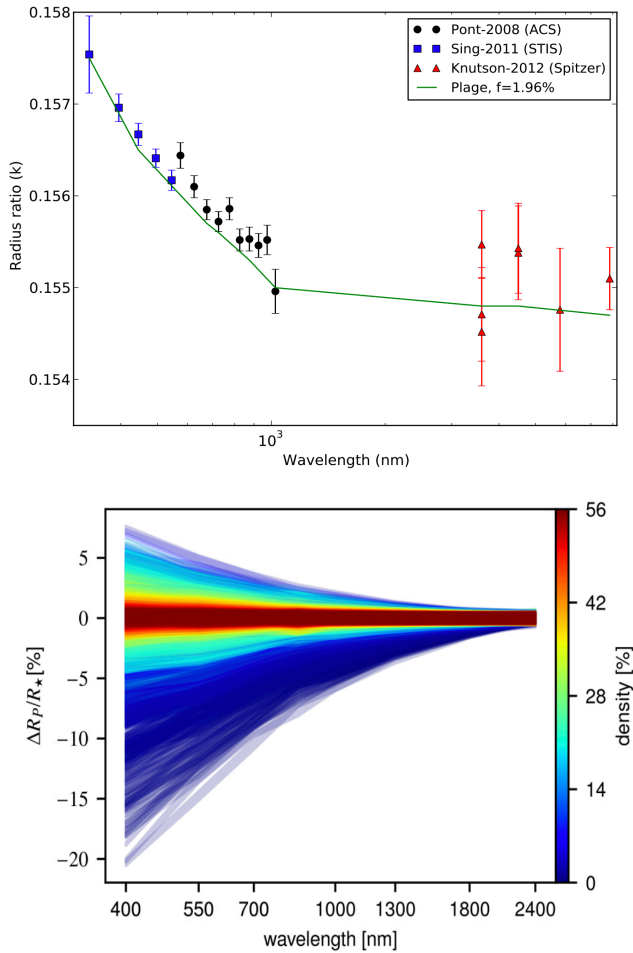 0.158
0.157
0.156
0.155
0.154
Radius ratio (k)
Pont-2008 (ACS)
Sing-2011 (STIS)
Knutson-2012 (Spitzer)
Plage, f=1.96%
10³
Wavelength (nm)
5
0
−5
−10
−15
−20
ΔR_P/R_⋆[%]
400 550 700 1000 1300 1800 2400
wavelength [nm]
56
42
28
14
0
density [%]